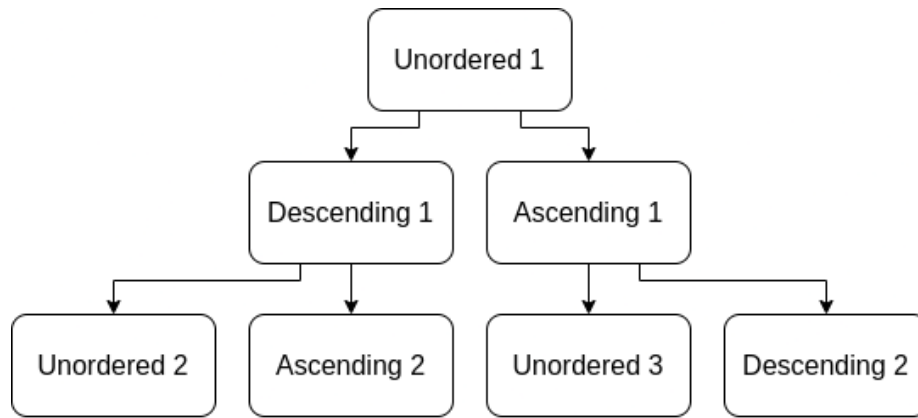 Unordered 1
Descending 1
Ascending 1
Unordered 2
Ascending 2
Unordered 3
Descending 2